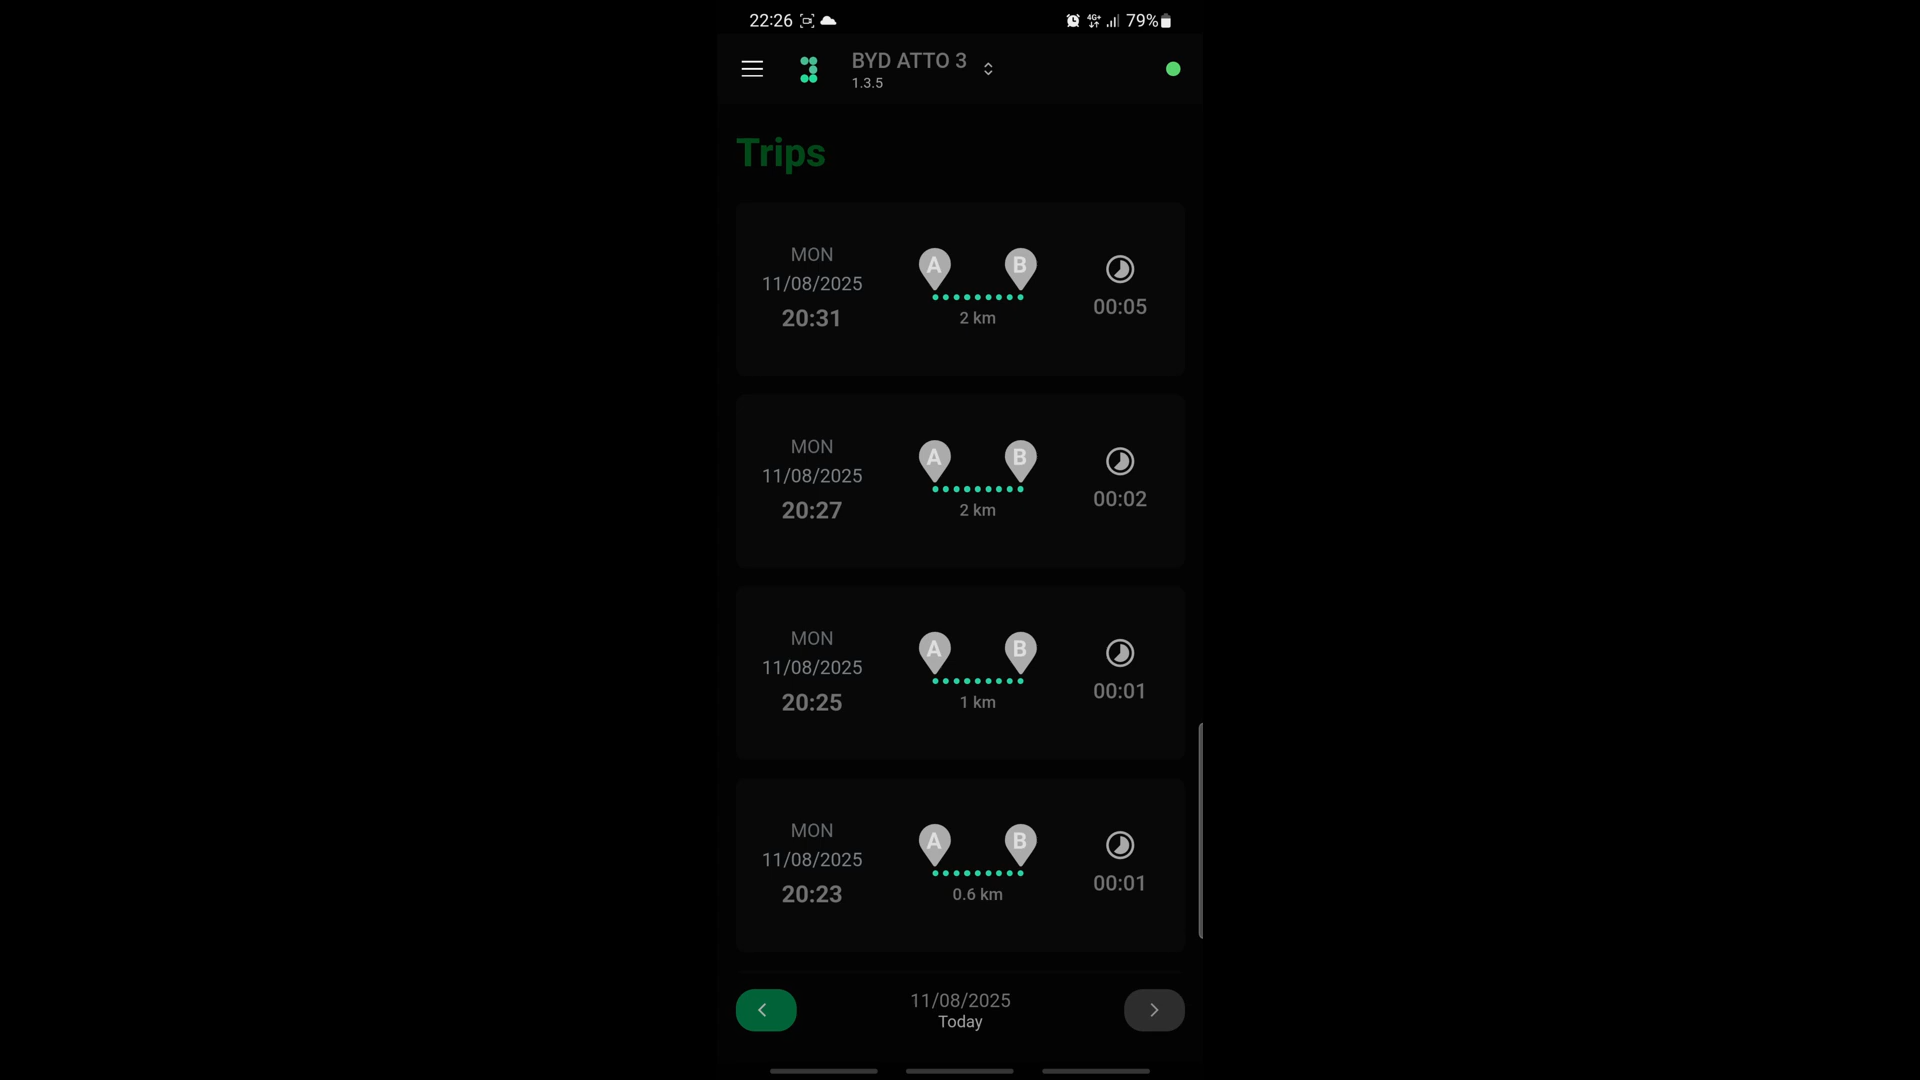 22:26
4G+
79%
BYD ATTO 3
1.3.5
Trips
MON
11/08/2025
20:31
A
B
2 km
00:05
MON
11/08/2025
20:27
A
B
2 km
00:02
MON
11/08/2025
20:25
A
B
1 km
00:01
MON
11/08/2025
20:23
A
B
0.6 km
00:01
11/08/2025
Today